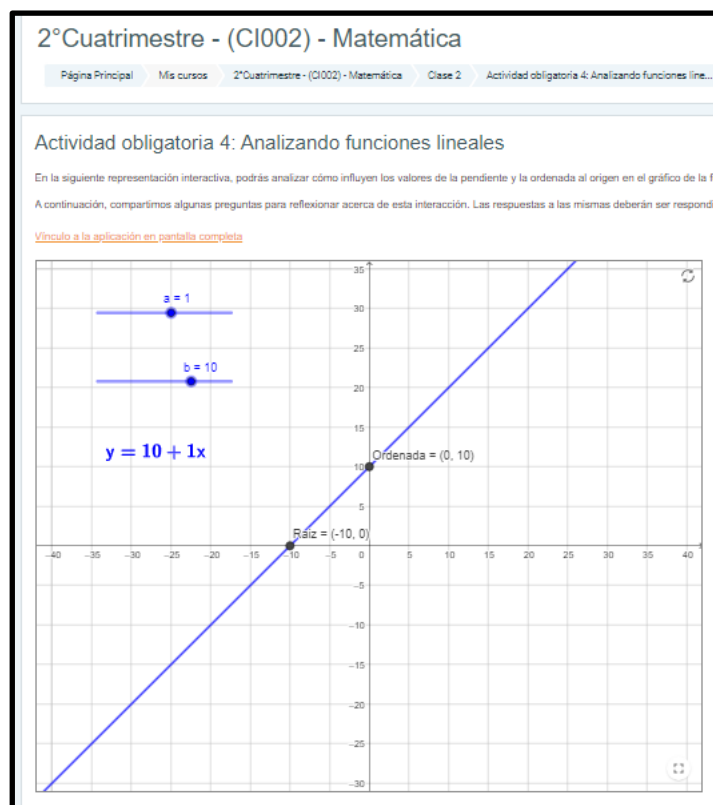 2°Cuatrimestre - (CI002) - Matemática
Página Principal Mis cursos 2°Cuatrimestre - (CI002) - Matemática Clase 2 Actividad obligatoria 4: Analizando funciones line...
Actividad obligatoria 4: Analizando funciones lineales
En la siguiente representación interactiva, podrás analizar cómo influyen los valores de la pendiente y la ordenada al origen en el gráfico de la f
A continuación, compartimos algunas preguntas para reflexionar acerca de esta interacción. Las respuestas a las mismas deberán ser respondi
Vínculo a la aplicación en pantalla completa
35
a = 1
30
25
b = 10
20
15
y = 10 + 1x
Ordenada = (0, 10)
10
5
Raíz = (-10, 0)
–40 –35 –30 –25 –20 –15 –10 –5 0 5 10 15 20 25 30 35 40
–5
–10
–15
–20
–25
–30